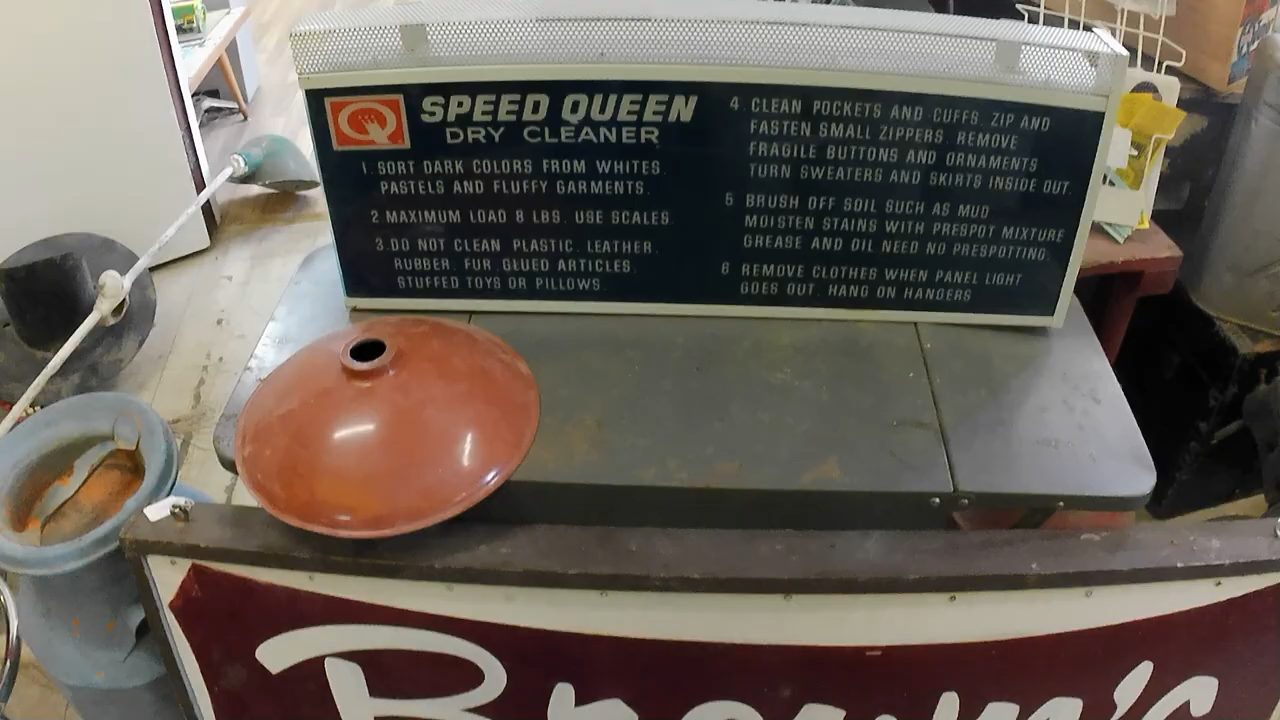 SPEED QUEEN
DRY CLEANER
1. SORT DARK COLORS FROM WHITES.
PASTELS AND FLUFFY GARMENTS.
2 MAXIMUM LOAD 8 LBS. USE SCALES.
3. DO NOT CLEAN PLASTIC. LEATHER.
RUBBER. FUR. GLUED ARTICLES.
STUFFED TOYS OR PILLOWS.
4. CLEAN POCKETS AND CUFFS. ZIP AND
FASTEN SMALL ZIPPERS. REMOVE
FRAGILE BUTTONS AND ORNAMENTS
TURN SWEATERS AND SKIRTS INSIDE OUT.
5 BRUSH OFF SOIL SUCH AS MUD
MOISTEN STAINS WITH PRESPOT MIXTURE
GREASE AND OIL NEED NO PRESPOTTING.
6 REMOVE CLOTHES WHEN PANEL LIGHT
GOES OUT. HANG ON HANGERS
Brown's